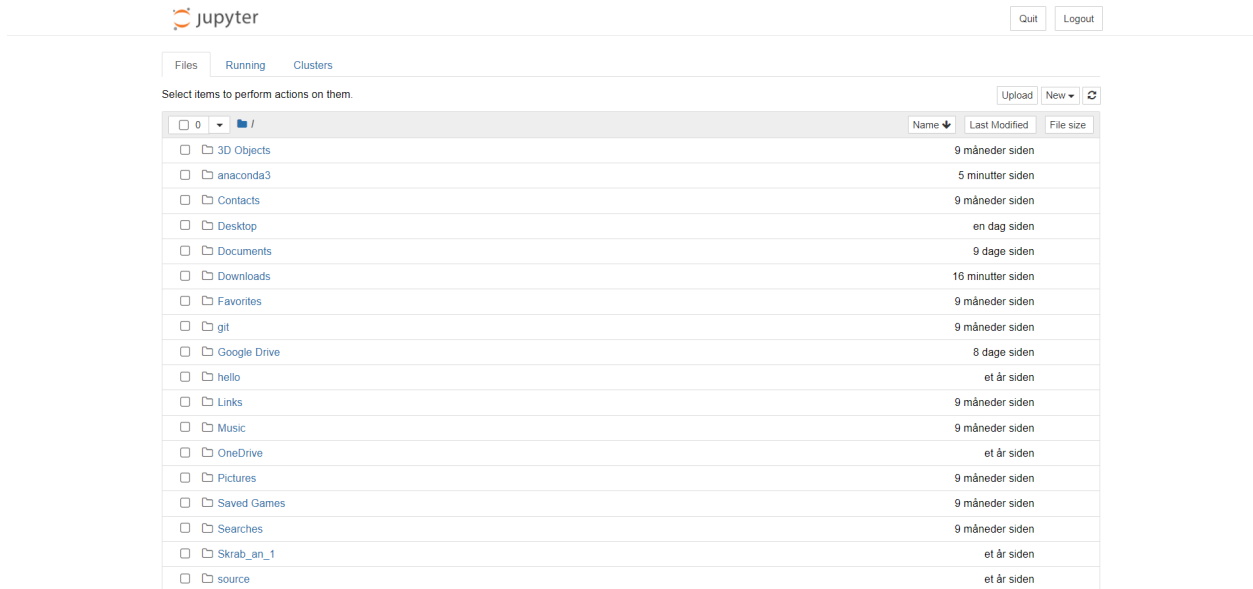 jupyter Quit Logout
Files Running Clusters
Select items to perform actions on them. Upload New
0 / Name Last Modified File size
3D Objects 9 måneder siden
anaconda3 5 minutter siden
Contacts 9 måneder siden
Desktop en dag siden
Documents 9 dage siden
Downloads 16 minutter siden
Favorites 9 måneder siden
git 9 måneder siden
Google Drive 8 dage siden
hello et år siden
Links 9 måneder siden
Music 9 måneder siden
OneDrive et år siden
Pictures 9 måneder siden
Saved Games 9 måneder siden
Searches 9 måneder siden
Skrab_an_1 et år siden
source et år siden